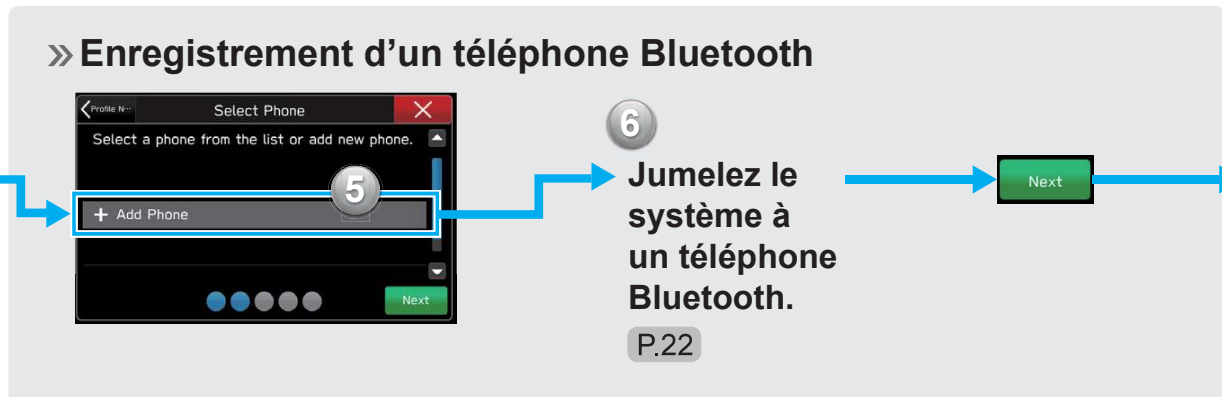 » Enregistrement d’un téléphone Bluetooth
Profile N···
Select Phone
Select a phone from the list or add new phone.
5
+ Add Phone
Next
6
Jumelez le
système à
un téléphone
Bluetooth.
P.22
Next